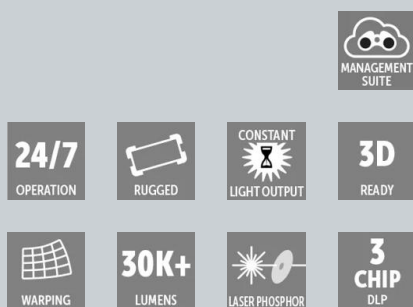 MANAGEMENT
SUITE
24/7
OPERATION
RUGGED
CONSTANT
LIGHT OUTPUT
3D
READY
WARPING
30K+
LUMENS
LASER PHOSPHOR
3
CHIP
DLP